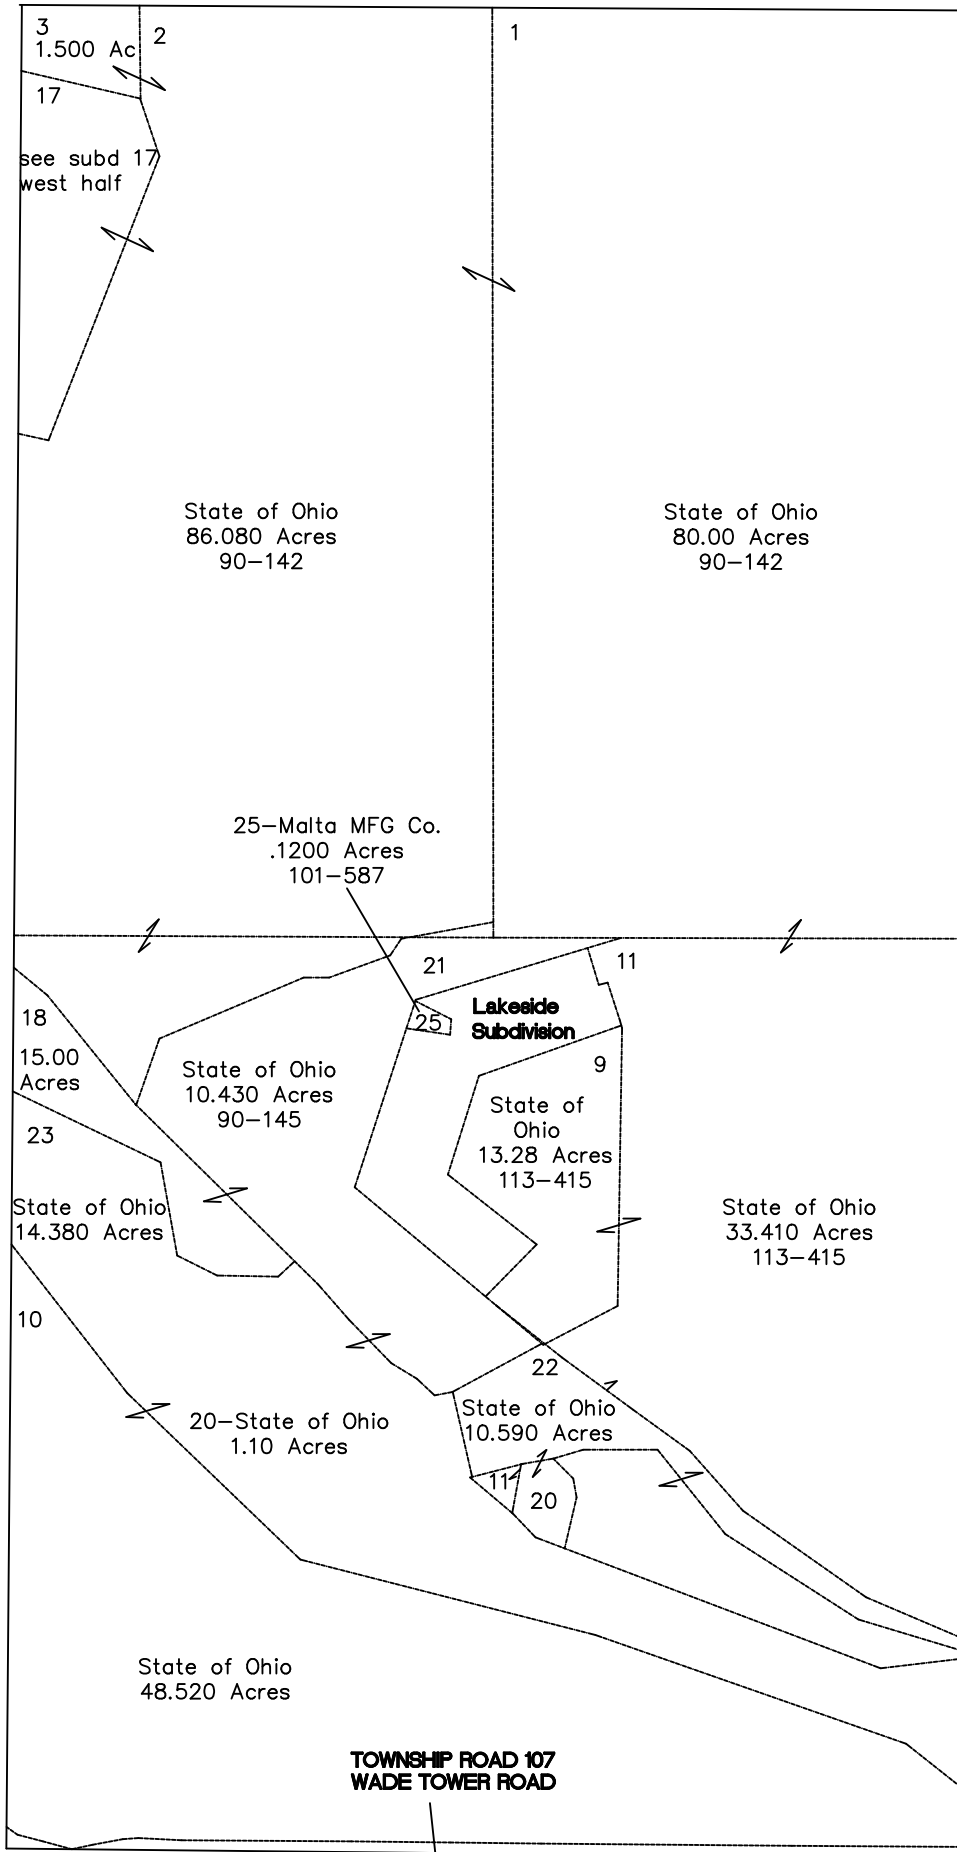 3
1.500 Ac
2
1
17
see subd 17
west half
State of Ohio
86.080 Acres
90-142
State of Ohio
80.00 Acres
90-142
25-Malta MFG Co.
.1200 Acres
101-587
21
11
Lakeside
Subdivision
25
18
15.00
Acres
State of Ohio
10.430 Acres
90-145
9
State of
Ohio
13.28 Acres
113-415
23
State of Ohio
14.380 Acres
State of Ohio
33.410 Acres
113-415
10
22
State of Ohio
10.590 Acres
20-State of Ohio
1.10 Acres
11
20
State of Ohio
48.520 Acres
TOWNSHIP ROAD 107
WADE TOWER ROAD